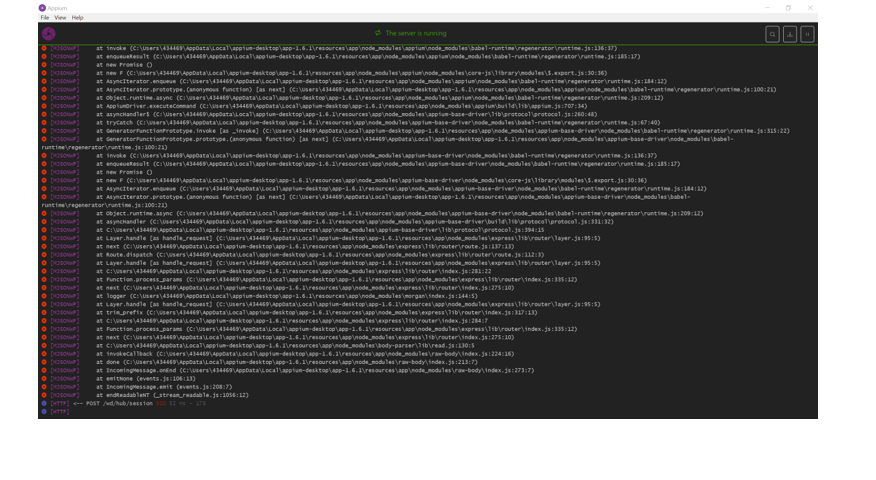 Appium
File View Help
The server is running
[MJSONWP] at invoke (C:\Users\434469\AppData\Local\appium-desktop\app-1.6.1\resources\app\node_modules\appium\node_modules\babel-runtime\regenerator\runtime.js:136:37)
[MJSONWP] at enqueueResult (C:\Users\434469\AppData\Local\appium-desktop\app-1.6.1\resources\app\node_modules\babel-runtime\regenerator\runtime.js:185:17)
[MJSONWP] at new Promise ()
[MJSONWP] at new F (C:\Users\434469\AppData\Local\appium-desktop\app-1.6.1\resources\app\node_modules\appium\node_modules\core-js\library\modules\$.export.js:30:36)
[MJSONWP] at AsyncIterator.enqueue (C:\Users\434469\AppData\Local\appium-desktop\app-1.6.1\resources\app\node_modules\appium\node_modules\babel-runtime\regenerator\runtime.js:184:12)
[MJSONWP] at AsyncIterator.prototype.(anonymous function) [as next] (C:\Users\434469\AppData\Local\appium-desktop\app-1.6.1\resources\app\node_modules\appium\node_modules\babel-runtime\regenerator\runtime.js:100:21)
[MJSONWP] at Object.runtime.async (C:\Users\434469\AppData\Local\appium-desktop\app-1.6.1\resources\app\node_modules\appium\node_modules\babel-runtime\regenerator\runtime.js:209:12)
[MJSONWP] at AppiumDriver.executeCommand (C:\Users\434469\AppData\Local\appium-desktop\app-1.6.1\resources\app\node_modules\appium\build\lib\appium.js:707:34)
[MJSONWP] at asyncHandler$ (C:\Users\434469\AppData\Local\appium-desktop\app-1.6.1\resources\app\node_modules\appium-base-driver\lib\protocol\protocol.js:260:48)
[MJSONWP] at tryCatch (C:\Users\434469\AppData\Local\appium-desktop\app-1.6.1\resources\app\node_modules\appium-base-driver\node_modules\babel-runtime\regenerator\runtime.js:67:40)
[MJSONWP] at GeneratorFunctionPrototype.invoke [as _invoke] (C:\Users\434469\AppData\Local\appium-desktop\app-1.6.1\resources\app\node_modules\appium-base-driver\node_modules\babel-runtime\regenerator\runtime.js:315:22)
[MJSONWP] at GeneratorFunctionPrototype.prototype.(anonymous function) [as next] (C:\Users\434469\AppData\Local\appium-desktop\app-1.6.1\resources\app\node_modules\appium-base-driver\node_modules\babel-
runtime\regenerator\runtime.js:100:21)
[MJSONWP] at invoke (C:\Users\434469\AppData\Local\appium-desktop\app-1.6.1\resources\app\node_modules\appium-base-driver\node_modules\babel-runtime\regenerator\runtime.js:136:37)
[MJSONWP] at enqueueResult (C:\Users\434469\AppData\Local\appium-desktop\app-1.6.1\resources\app\node_modules\appium-base-driver\node_modules\babel-runtime\regenerator\runtime.js:185:17)
[MJSONWP] at new Promise ()
[MJSONWP] at new F (C:\Users\434469\AppData\Local\appium-desktop\app-1.6.1\resources\app\node_modules\appium-base-driver\node_modules\core-js\library\modules\$.export.js:30:36)
[MJSONWP] at AsyncIterator.enqueue (C:\Users\434469\AppData\Local\appium-desktop\app-1.6.1\resources\app\node_modules\appium-base-driver\node_modules\babel-runtime\regenerator\runtime.js:184:12)
[MJSONWP] at AsyncIterator.prototype.(anonymous function) [as next] (C:\Users\434469\AppData\Local\appium-desktop\app-1.6.1\resources\app\node_modules\appium-base-driver\node_modules\babel-
runtime\regenerator\runtime.js:100:21)
[MJSONWP] at Object.runtime.async (C:\Users\434469\AppData\Local\appium-desktop\app-1.6.1\resources\app\node_modules\appium-base-driver\node_modules\babel-runtime\regenerator\runtime.js:209:12)
[MJSONWP] at asyncHandler (C:\Users\434469\AppData\Local\appium-desktop\app-1.6.1\resources\app\node_modules\appium-base-driver\build\lib\protocol\protocol.js:331:32)
[MJSONWP] at C:\Users\434469\AppData\Local\appium-desktop\app-1.6.1\resources\app\node_modules\appium-base-driver\lib\protocol\protocol.js:394:15
[MJSONWP] at Layer.handle [as handle_request] (C:\Users\434469\AppData\Local\appium-desktop\app-1.6.1\resources\app\node_modules\express\lib\router\layer.js:95:5)
[MJSONWP] at next (C:\Users\434469\AppData\Local\appium-desktop\app-1.6.1\resources\app\node_modules\express\lib\router\route.js:137:13)
[MJSONWP] at Route.dispatch (C:\Users\434469\AppData\Local\appium-desktop\app-1.6.1\resources\app\node_modules\express\lib\router\route.js:112:3)
[MJSONWP] at Layer.handle [as handle_request] (C:\Users\434469\AppData\Local\appium-desktop\app-1.6.1\resources\app\node_modules\express\lib\router\layer.js:95:5)
[MJSONWP] at C:\Users\434469\AppData\Local\appium-desktop\app-1.6.1\resources\app\node_modules\express\lib\router\index.js:281:22
[MJSONWP] at Function.process_params (C:\Users\434469\AppData\Local\appium-desktop\app-1.6.1\resources\app\node_modules\express\lib\router\index.js:335:12)
[MJSONWP] at next (C:\Users\434469\AppData\Local\appium-desktop\app-1.6.1\resources\app\node_modules\express\lib\router\index.js:275:10)
[MJSONWP] at logger (C:\Users\434469\AppData\Local\appium-desktop\app-1.6.1\resources\app\node_modules\morgan\index.js:144:5)
[MJSONWP] at Layer.handle [as handle_request] (C:\Users\434469\AppData\Local\appium-desktop\app-1.6.1\resources\app\node_modules\express\lib\router\layer.js:95:5)
[MJSONWP] at trim_prefix (C:\Users\434469\AppData\Local\appium-desktop\app-1.6.1\resources\app\node_modules\express\lib\router\index.js:317:13)
[MJSONWP] at C:\Users\434469\AppData\Local\appium-desktop\app-1.6.1\resources\app\node_modules\express\lib\router\index.js:284:7
[MJSONWP] at Function.process_params (C:\Users\434469\AppData\Local\appium-desktop\app-1.6.1\resources\app\node_modules\express\lib\router\index.js:335:12)
[MJSONWP] at next (C:\Users\434469\AppData\Local\appium-desktop\app-1.6.1\resources\app\node_modules\express\lib\router\index.js:275:10)
[MJSONWP] at C:\Users\434469\AppData\Local\appium-desktop\app-1.6.1\resources\app\node_modules\body-parser\lib\read.js:130:5
[MJSONWP] at invokeCallback (C:\Users\434469\AppData\Local\appium-desktop\app-1.6.1\resources\app\node_modules\raw-body\index.js:224:16)
[MJSONWP] at done (C:\Users\434469\AppData\Local\appium-desktop\app-1.6.1\resources\app\node_modules\raw-body\index.js:213:7)
[MJSONWP] at IncomingMessage.onEnd (C:\Users\434469\AppData\Local\appium-desktop\app-1.6.1\resources\app\node_modules\raw-body\index.js:273:7)
[MJSONWP] at emitNone (events.js:106:13)
[MJSONWP] at IncomingMessage.emit (events.js:208:7)
[MJSONWP] at endReadableNT (_stream_readable.js:1056:12)
[HTTP] <-- POST /wd/hub/session 500 52 ms - 179
[HTTP]